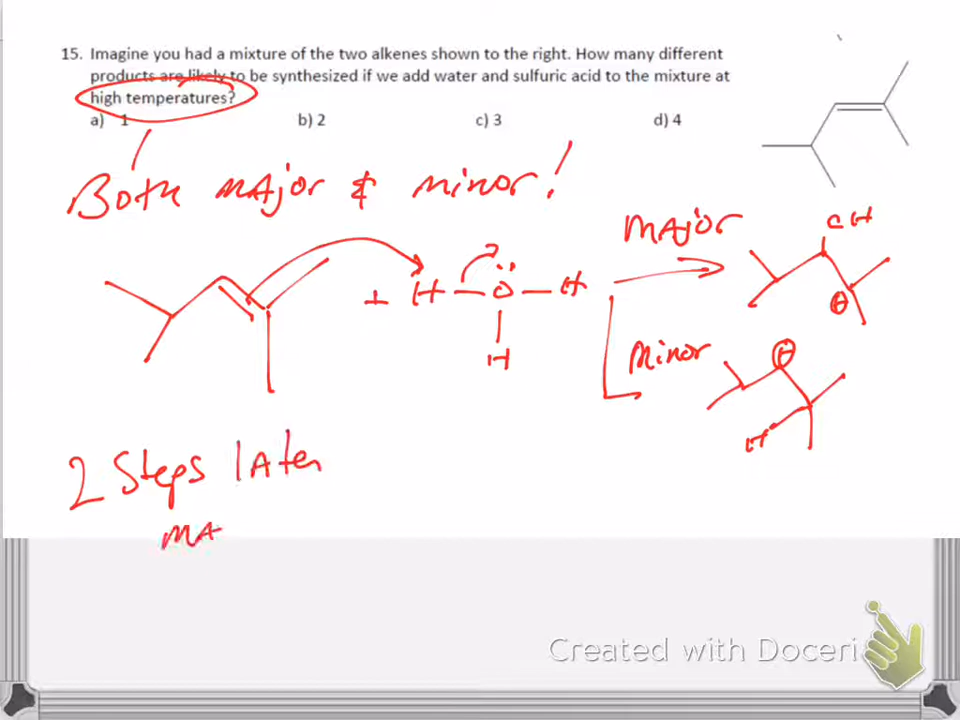 15. Imagine you had a mixture of the two alkenes shown to the right. How many different
products are likely to be synthesized if we add water and sulfuric acid to the mixture at
high temperatures?
a) 1 b) 2 c) 3 d) 4
Both major & minor!
Major
H
+ H — O — H
H
Minor
⊕
⊕
H
2 Steps later
MA
Created with Doceri